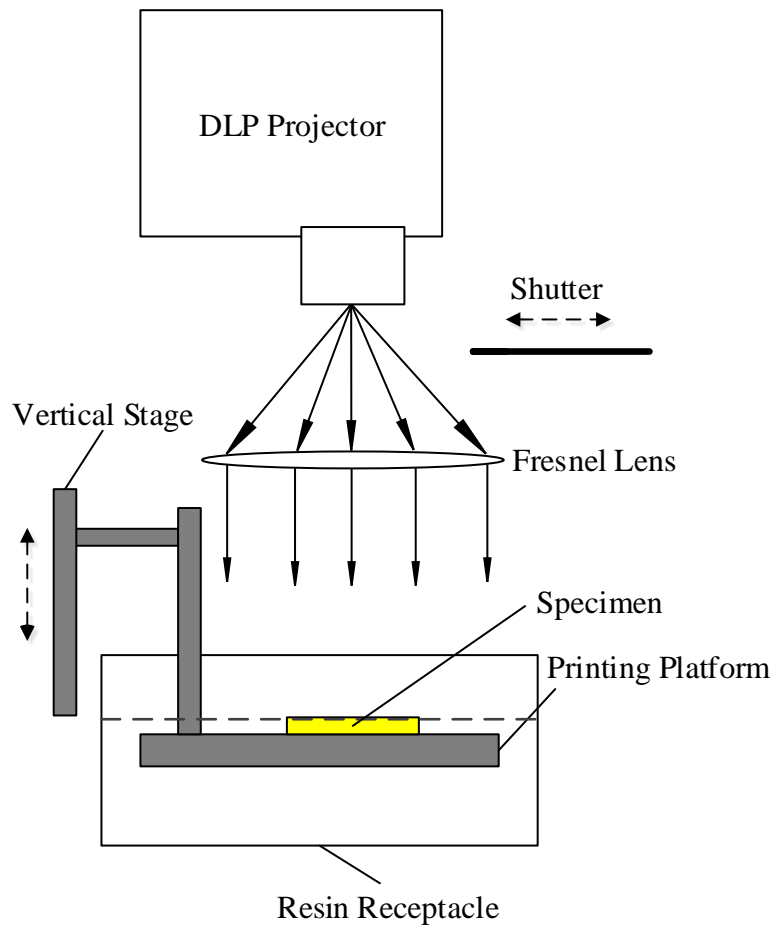 DLP Projector
Shutter
Vertical Stage
Fresnel Lens
Specimen
Printing Platform
Resin Receptacle